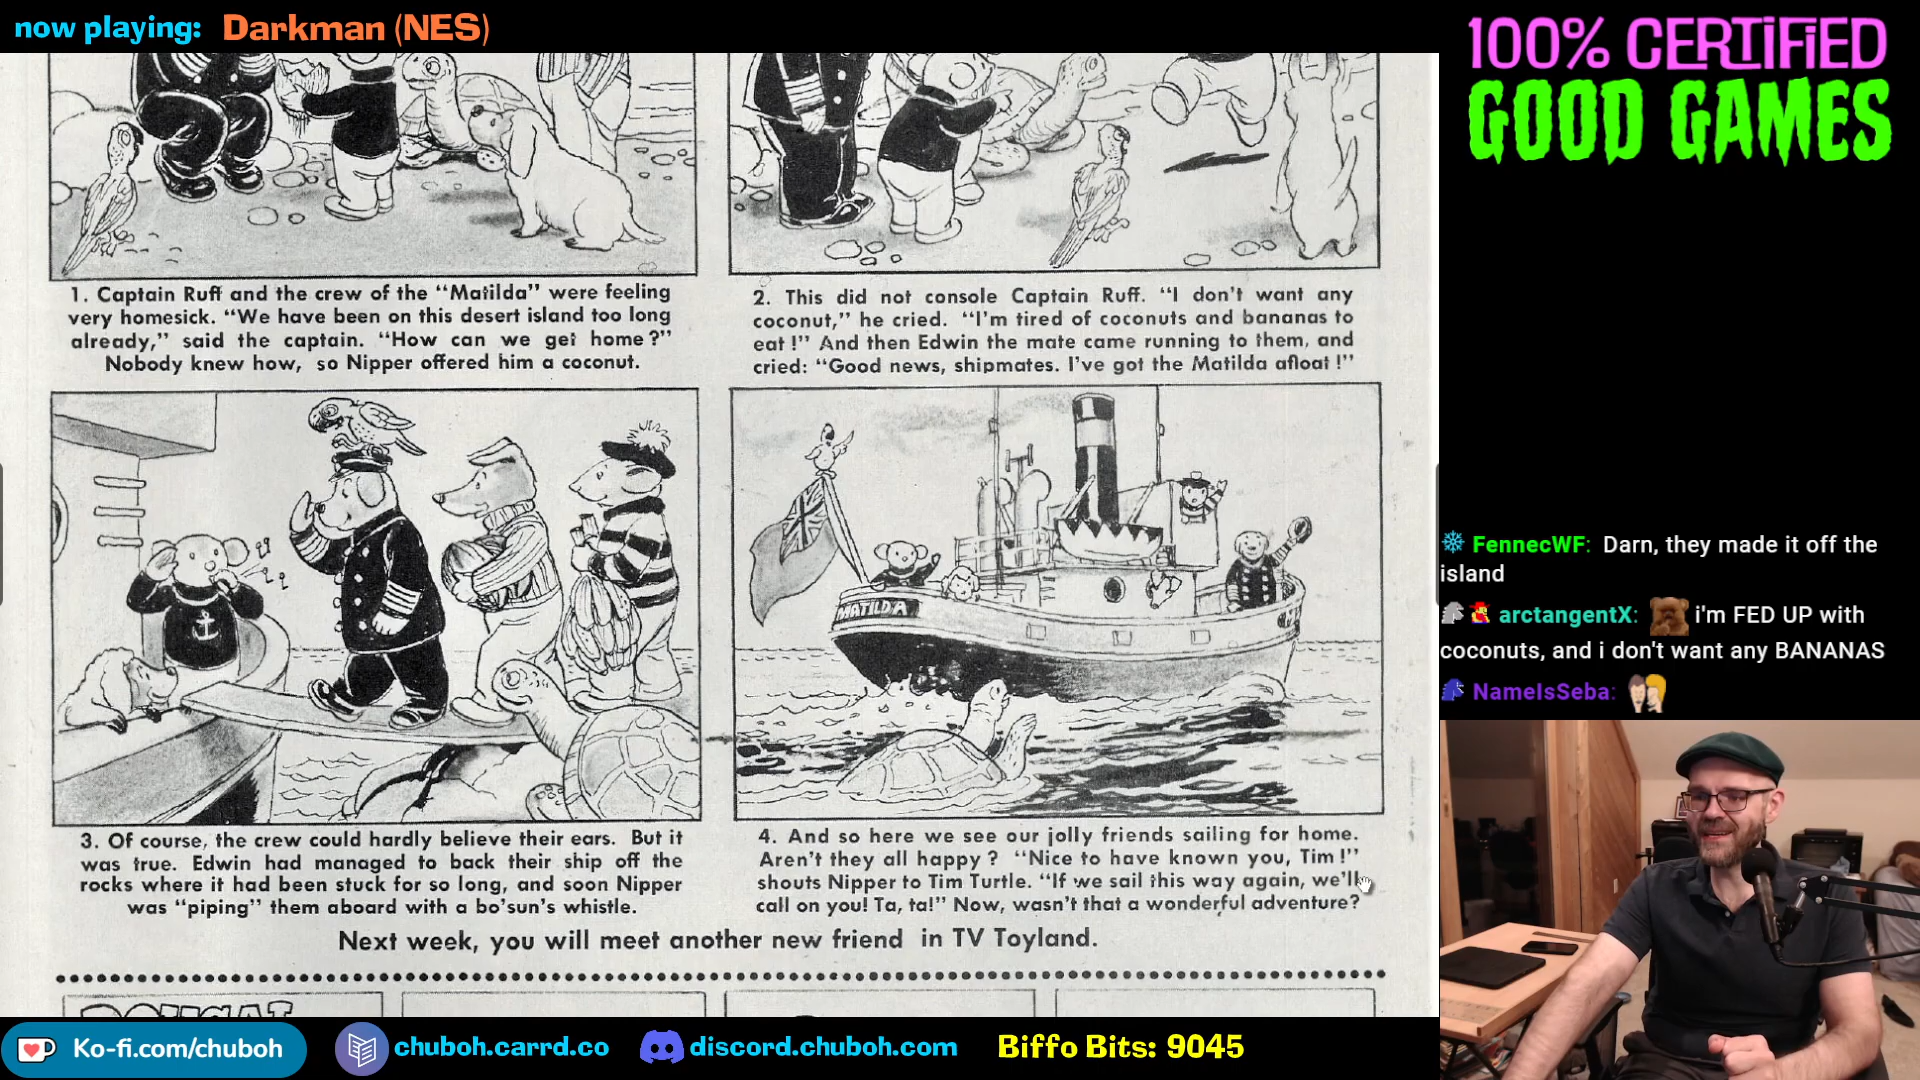 now playing: Darkman (NES)
100% CERTIFIED
GOOD GAMES
1. Captain Ruff and the crew of the "Matilda" were feeling
very homesick. "We have been on this desert island too long
already," said the captain. "How can we get home?"
Nobody knew how, so Nipper offered him a coconut.
2. This did not console Captain Ruff. "I don't want any
coconut," he cried. "I'm tired of coconuts and bananas to
eat!" And then Edwin the mate came running to them, and
cried: "Good news, shipmates. I've got the Matilda afloat!"
MATILDA
3. Of course, the crew could hardly believe their ears. But it
was true. Edwin had managed to back their ship off the
rocks where it had been stuck for so long, and soon Nipper
was "piping" them aboard with a bo'sun's whistle.
4. And so here we see our jolly friends sailing for home.
Aren't they all happy? "Nice to have known you, Tim!"
shouts Nipper to Tim Turtle. "If we sail this way again, we'll
call on you! Ta, ta!" Now, wasn't that a wonderful adventure?
Next week, you will meet another new friend in TV Toyland.
DOUGAL
FennecWF: Darn, they made it off the
island
arctangentX: i'm FED UP with
coconuts, and i don't want any BANANAS
NameIsSeba:
Ko-fi.com/chuboh
chuboh.carrd.co
discord.chuboh.com
Biffo Bits: 9045